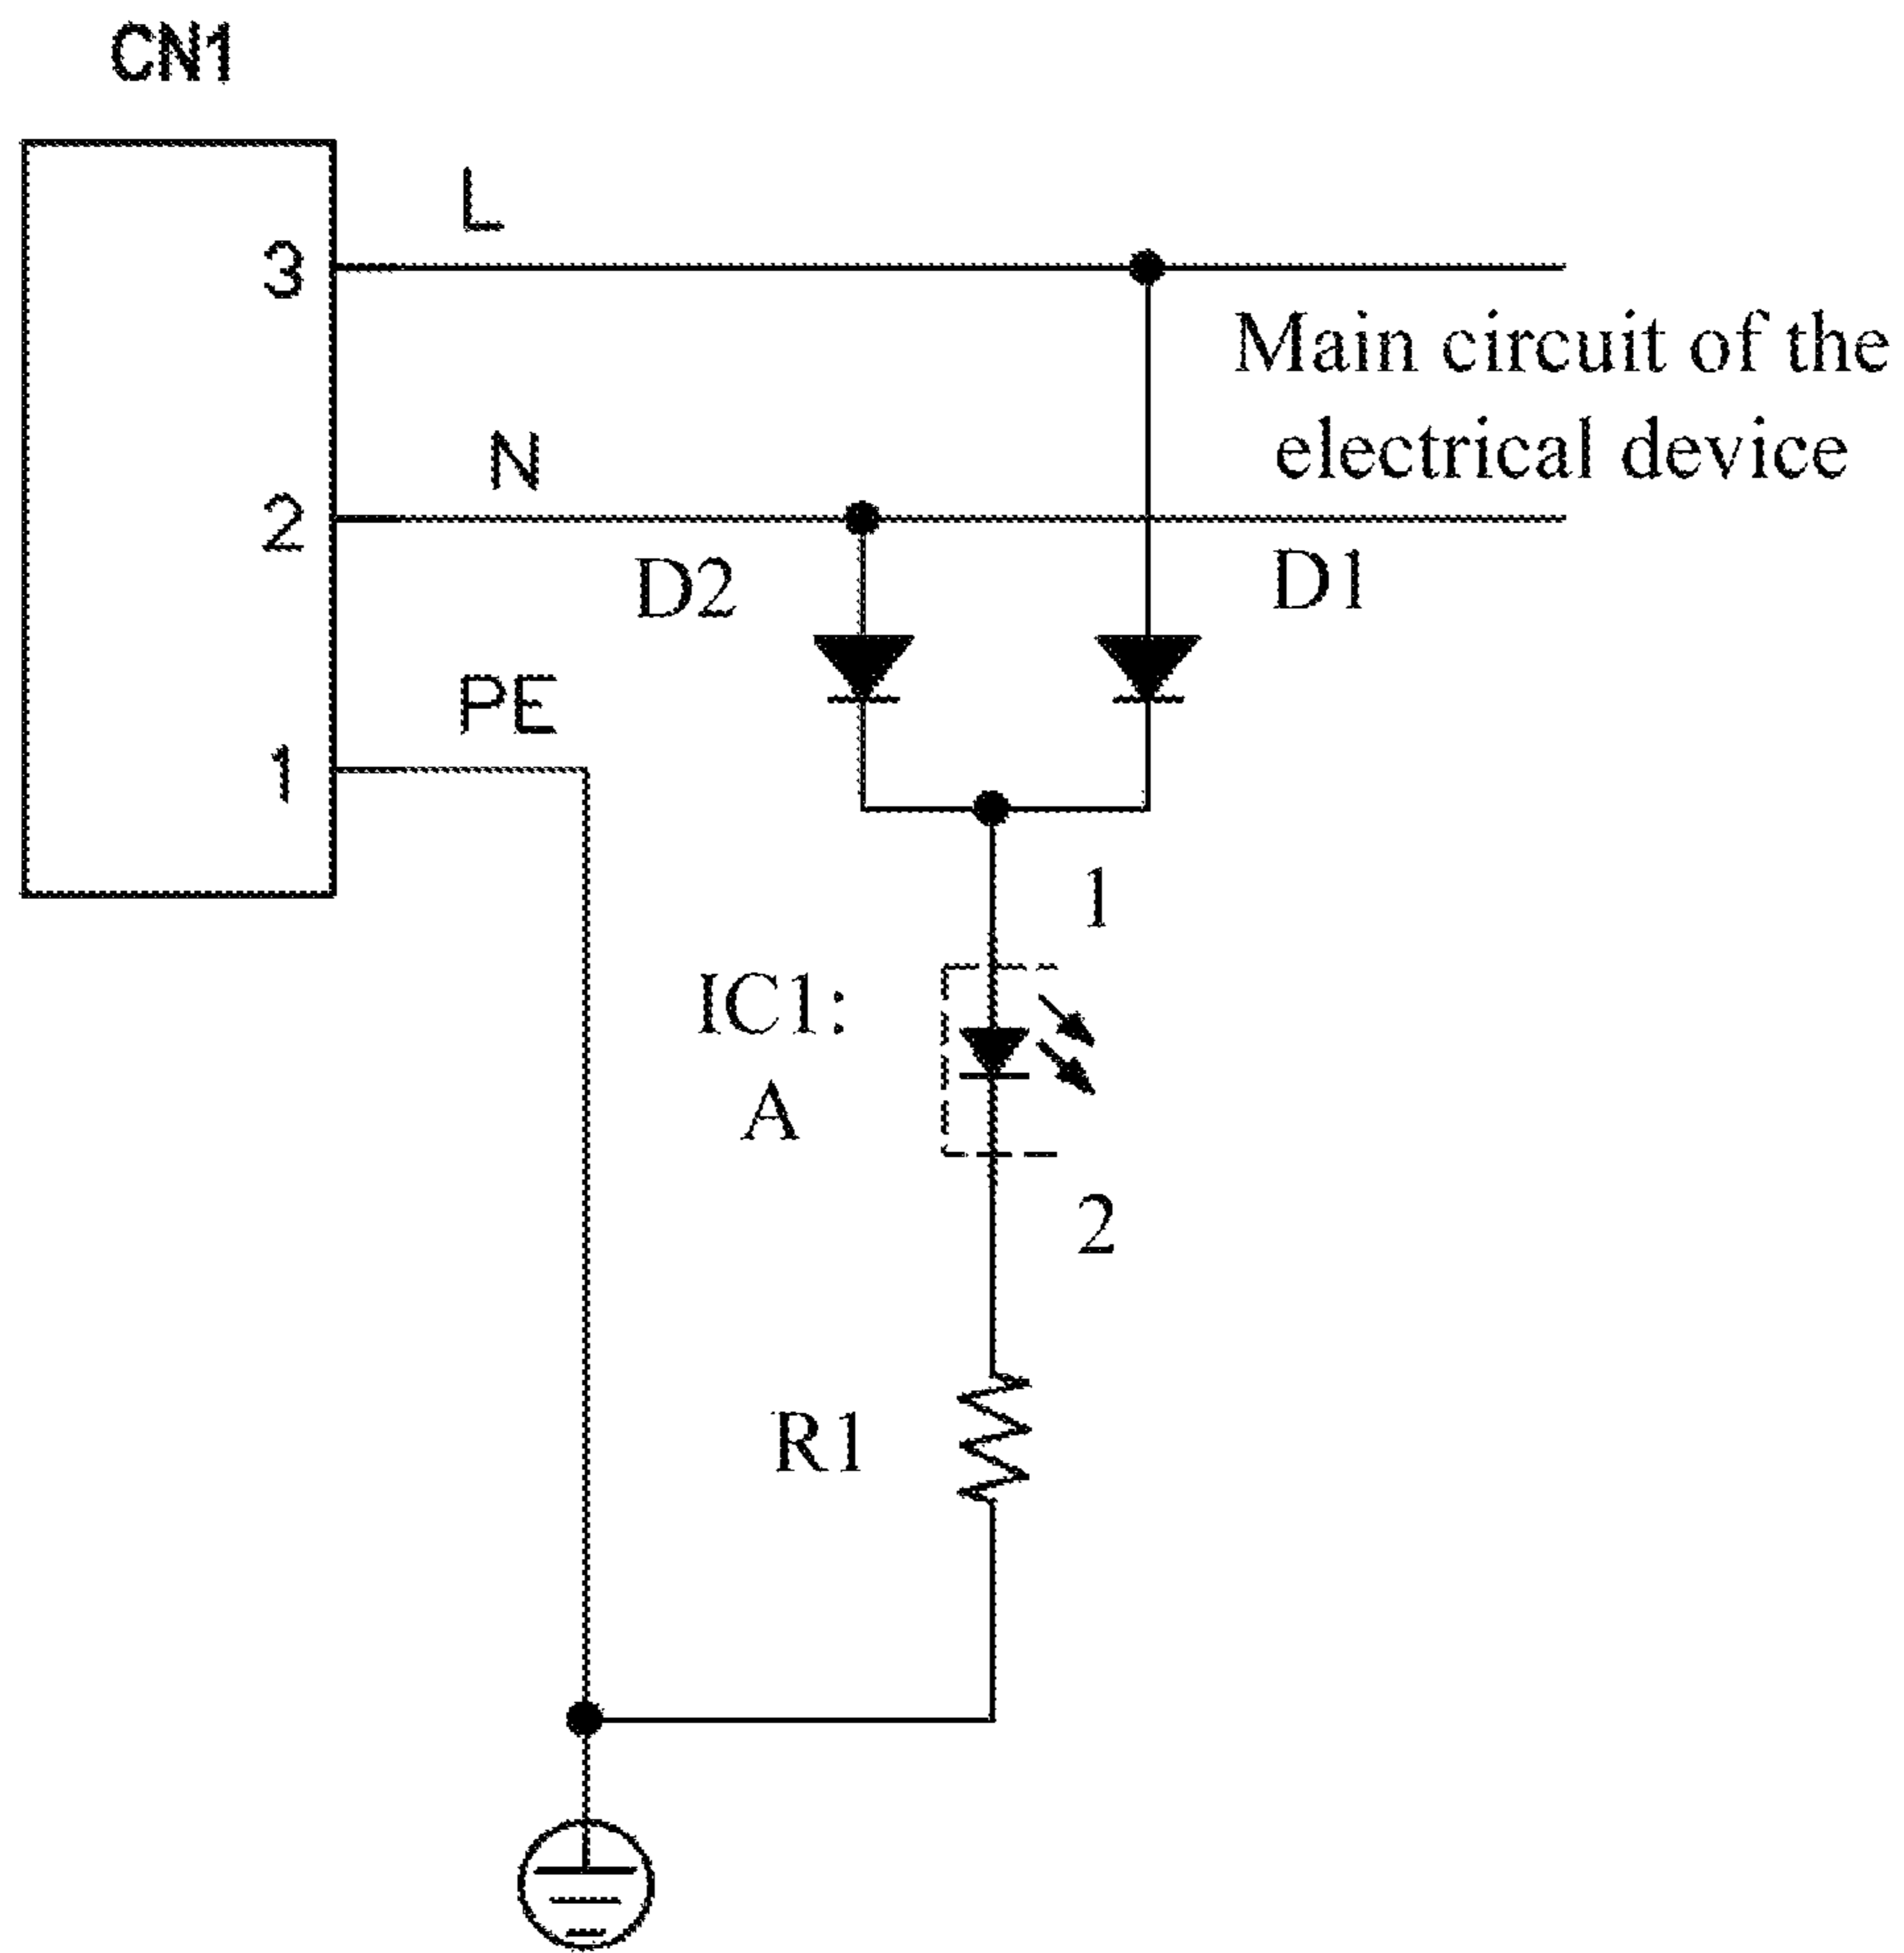 CN1
L
3
Main circuit of the
electrical device
N
2
D2
D1
PE
1
1
IC1:
A
2
R1